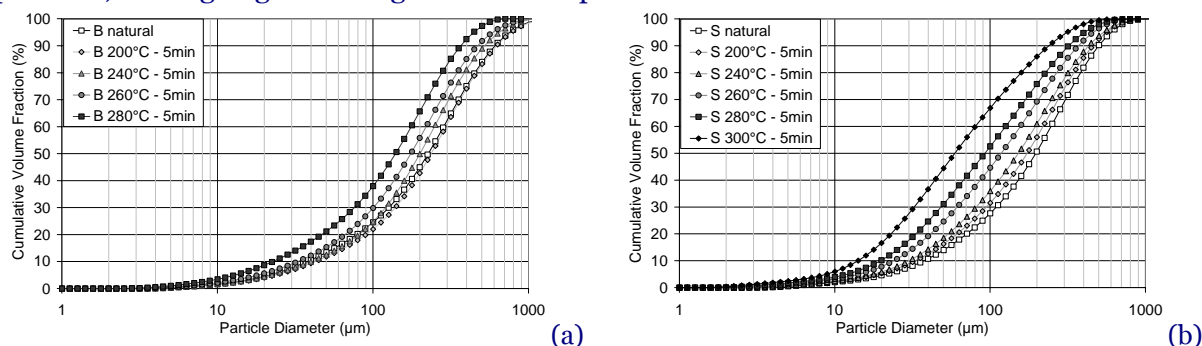 100
90
80
70
60
50
40
30
20
10
0
Cumulative Volume Fraction (%)
B natural
B 200°C - 5min
B 240°C - 5min
B 260°C - 5min
B 280°C - 5min
1 10 100 1000
Particle Diameter (µm)
(a)
100
90
80
70
60
50
40
30
20
10
0
Cumulative Volume Fraction (%)
S natural
S 200°C - 5min
S 240°C - 5min
S 260°C - 5min
S 280°C - 5min
S 300°C - 5min
1 10 100 1000
Particle Diameter (µm)
(b)